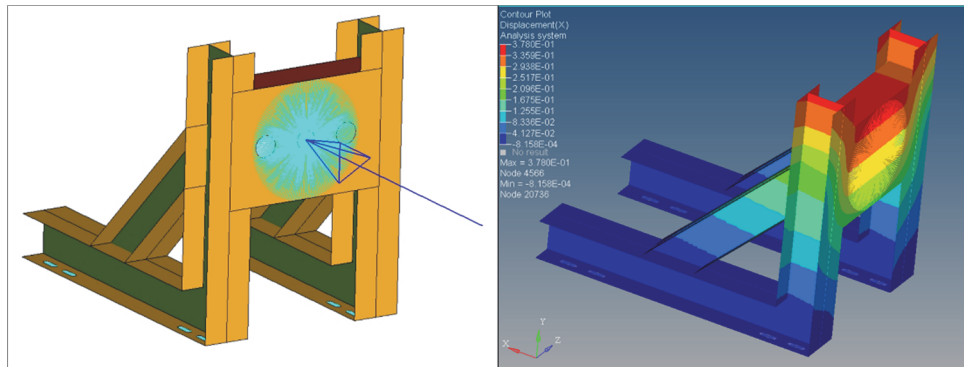 Contour Plot
Displacement(X)
Analysis system
3.780E-01
3.359E-01
2.938E-01
2.517E-01
2.096E-01
1.675E-01
1.255E-01
8.336E-02
4.127E-02
-8.158E-04
No result
Max = 3.780E-01
Node 4566
Min = -8.158E-04
Node 20736
Y
X
Z